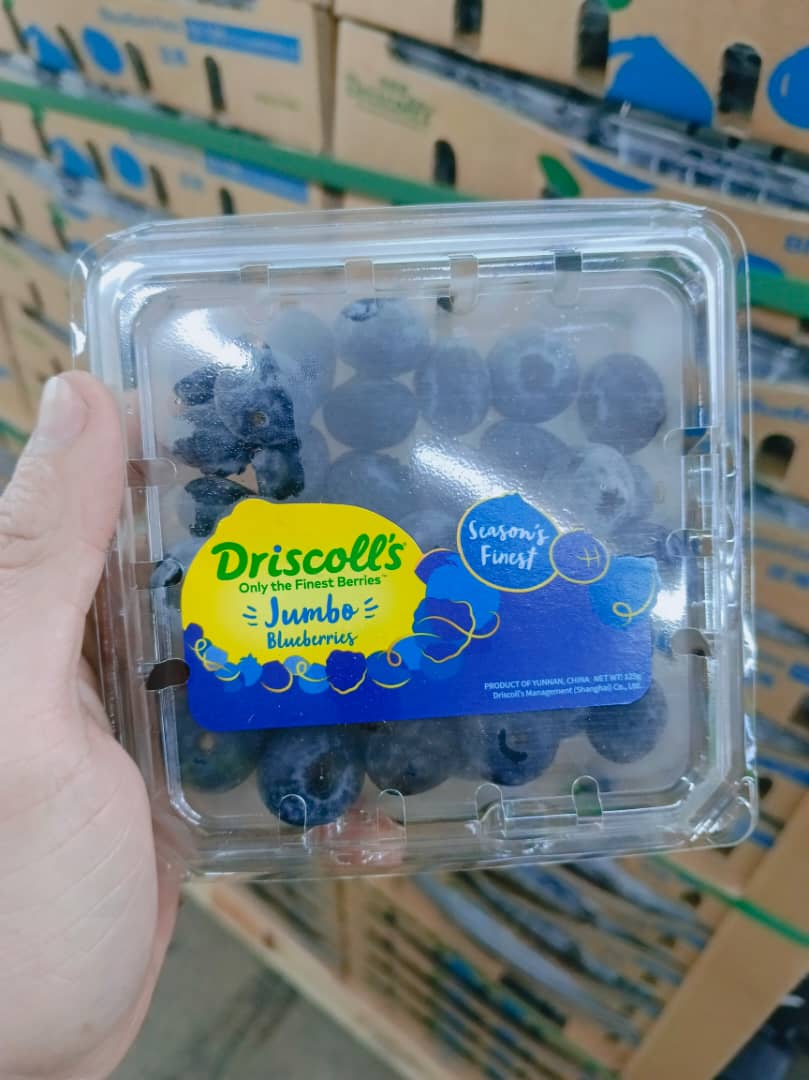 Driscoll's
Driscoll's
Only the Finest Berries™
Jumbo
Blueberries
Season's
Finest
PRODUCT OF YUNNAN, CHINA NET WT: 125g
Driscoll's Management (Shanghai) Co., Ltd.